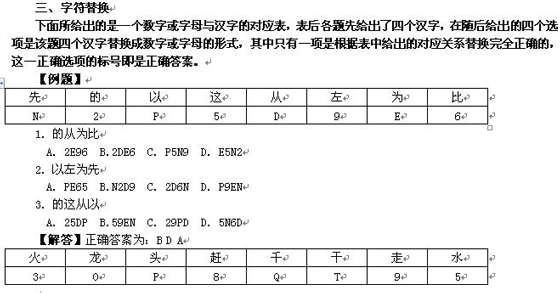 三、字符替换
下面所给出的是一个数字或字母与汉字的对应表，表后各题先给出了四个汉字，在随后给出的四个选
项是该题四个汉字替换成数字或字母的形式，其中只有一项是根据表中给出的对应关系替换完全正确的，
这一正确选项的标号即是正确答案。
【例题】
先 的 以 这 从 左 为 比
N 2 P 5 D 9 E 6
1. 的从为比
A. 2E96 B.2DE6 C. P5N9 D. E5N2
2. 以左为先
A. PE65 B.N2D9 C. 2D6N D. P9EN
3. 的这从以
A. 25DP B.59EN C. 29PD D. 5N6D
【解答】正确答案为：B D A
火 龙 头 赶 千 干 走 水
3 0 P 8 Q T 9 5